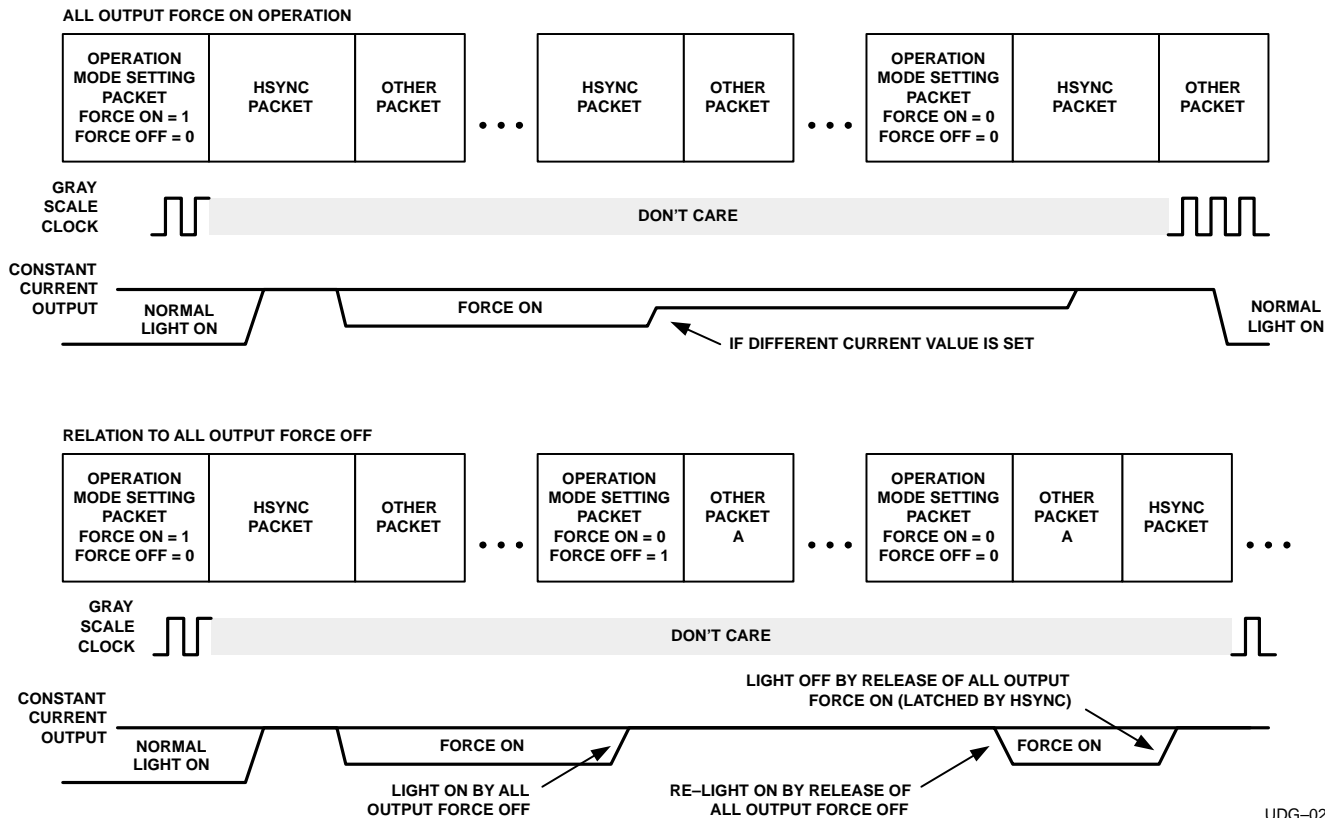 ALL OUTPUT FORCE ON OPERATION
OPERATION
MODE SETTING
PACKET
FORCE ON = 1
FORCE OFF = 0
HSYNC
PACKET
OTHER
PACKET
• • •
HSYNC
PACKET
OTHER
PACKET
• • •
OPERATION
MODE SETTING
PACKET
FORCE ON = 0
FORCE OFF = 0
HSYNC
PACKET
OTHER
PACKET
GRAY
SCALE
CLOCK
DON'T CARE
CONSTANT
CURRENT
OUTPUT
NORMAL
LIGHT ON
FORCE ON
IF DIFFERENT CURRENT VALUE IS SET
NORMAL
LIGHT ON
RELATION TO ALL OUTPUT FORCE OFF
OPERATION
MODE SETTING
PACKET
FORCE ON = 1
FORCE OFF = 0
HSYNC
PACKET
OTHER
PACKET
• • •
OPERATION
MODE SETTING
PACKET
FORCE ON = 0
FORCE OFF = 1
OTHER
PACKET
A
• • •
OPERATION
MODE SETTING
PACKET
FORCE ON = 0
FORCE OFF = 0
OTHER
PACKET
A
HSYNC
PACKET
• • •
GRAY
SCALE
CLOCK
DON'T CARE
LIGHT OFF BY RELEASE OF ALL OUTPUT
FORCE ON (LATCHED BY HSYNC)
CONSTANT
CURRENT
OUTPUT
NORMAL
LIGHT ON
FORCE ON
FORCE ON
LIGHT ON BY ALL
OUTPUT FORCE OFF
RE–LIGHT ON BY RELEASE OF
ALL OUTPUT FORCE OFF
UDG–02